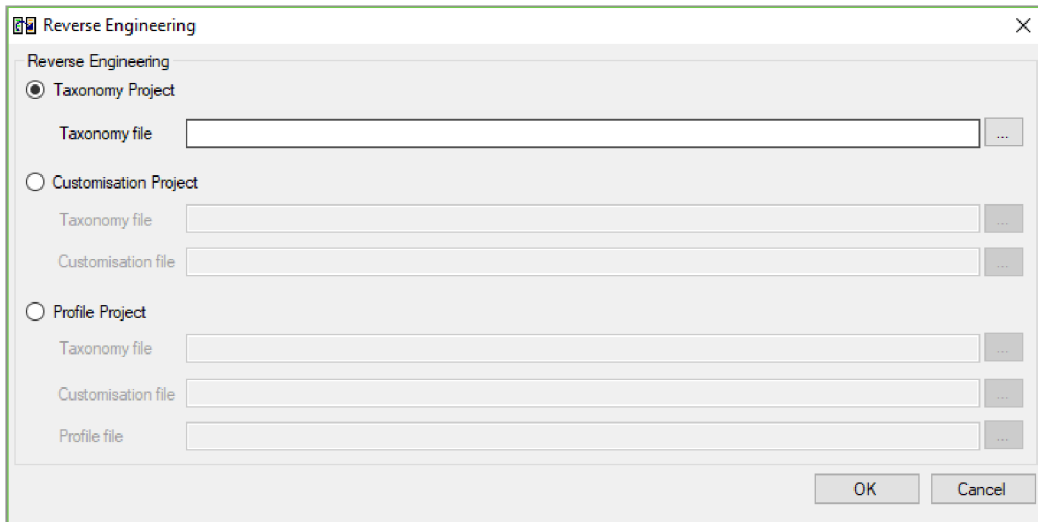 Reverse Engineering
Reverse Engineering
Taxonomy Project
Taxonomy file ...
Customisation Project
Taxonomy file ...
Customisation file ...
Profile Project
Taxonomy file ...
Customisation file ...
Profile file ...
OK Cancel